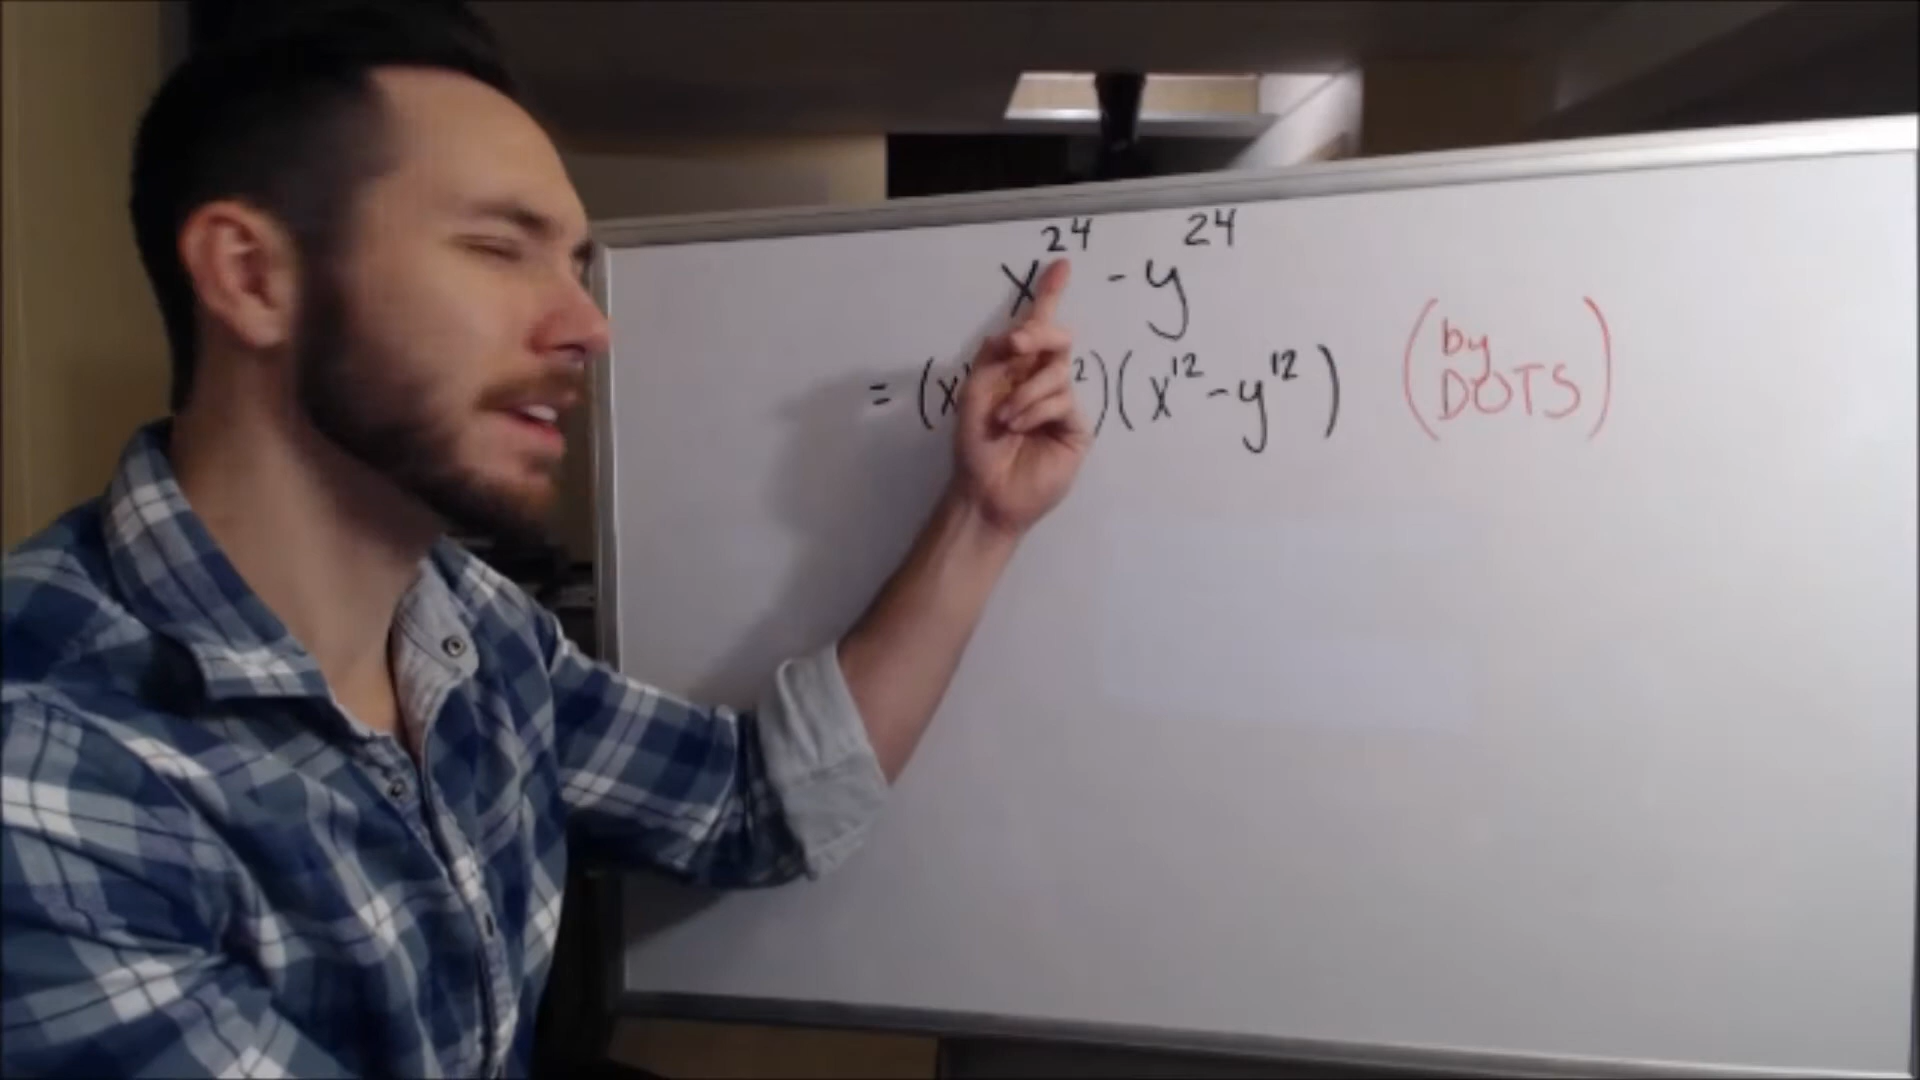 x²⁴ - y²⁴
= (x ²)(x¹² - y¹²) (by DOTS)